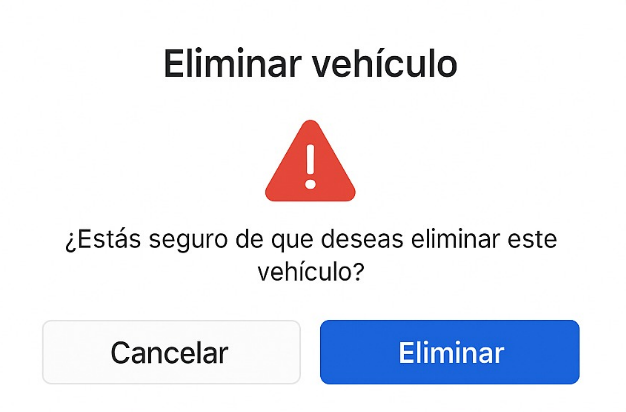 Eliminar vehículo
¿Estás seguro de que deseas eliminar este
vehículo?
Cancelar
Eliminar